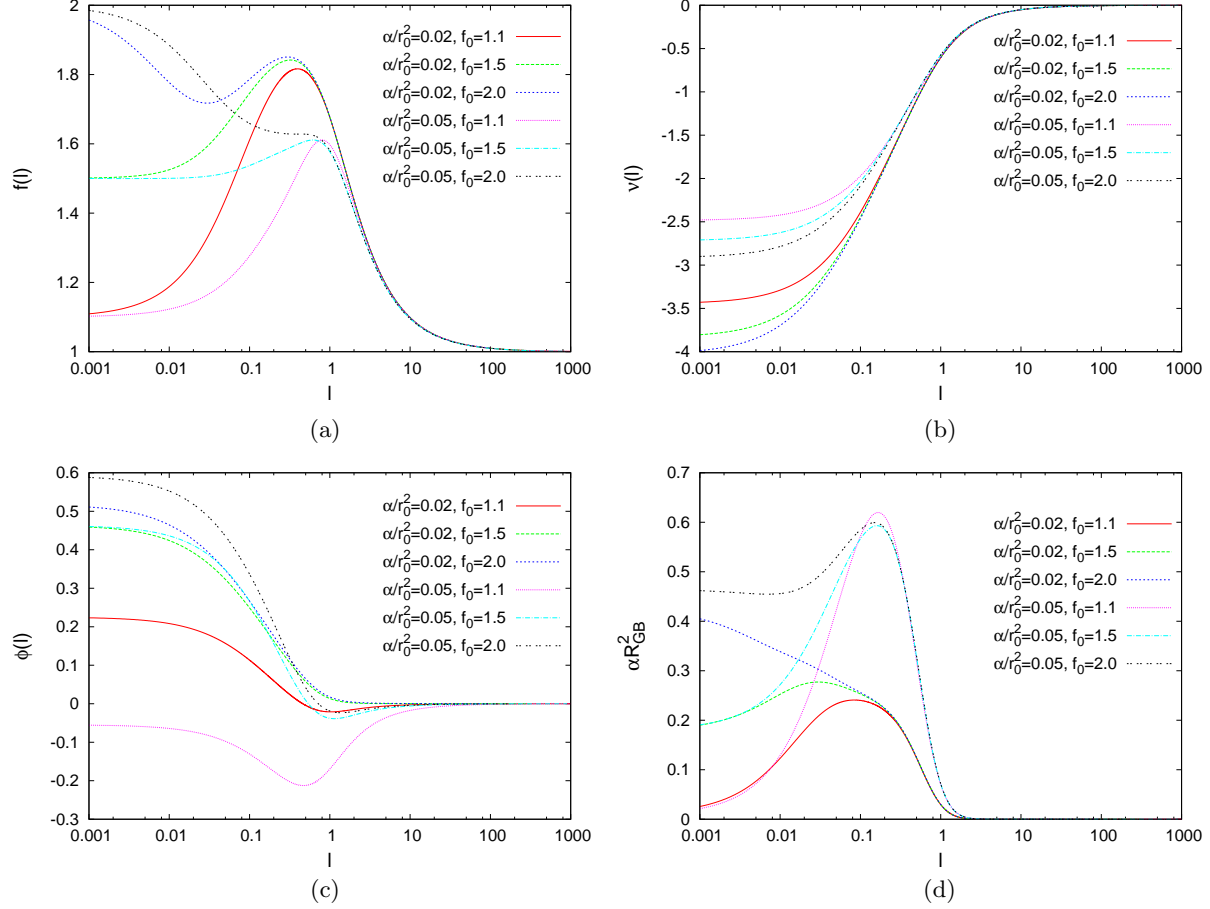 f(l)
2
1.8
1.6
1.4
1.2
1
0.001 0.01 0.1 1 10 100 1000
l
α/r₀²=0.02, f₀=1.1
α/r₀²=0.02, f₀=1.5
α/r₀²=0.02, f₀=2.0
α/r₀²=0.05, f₀=1.1
α/r₀²=0.05, f₀=1.5
α/r₀²=0.05, f₀=2.0
(a)
ν(l)
0
-0.5
-1
-1.5
-2
-2.5
-3
-3.5
-4
0.001 0.01 0.1 1 10 100 1000
l
α/r₀²=0.02, f₀=1.1
α/r₀²=0.02, f₀=1.5
α/r₀²=0.02, f₀=2.0
α/r₀²=0.05, f₀=1.1
α/r₀²=0.05, f₀=1.5
α/r₀²=0.05, f₀=2.0
(b)
ϕ(l)
0.6
0.5
0.4
0.3
0.2
0.1
0
-0.1
-0.2
-0.3
0.001 0.01 0.1 1 10 100 1000
l
α/r₀²=0.02, f₀=1.1
α/r₀²=0.02, f₀=1.5
α/r₀²=0.02, f₀=2.0
α/r₀²=0.05, f₀=1.1
α/r₀²=0.05, f₀=1.5
α/r₀²=0.05, f₀=2.0
(c)
αR²GB
0.7
0.6
0.5
0.4
0.3
0.2
0.1
0
0.001 0.01 0.1 1 10 100 1000
l
α/r₀²=0.02, f₀=1.1
α/r₀²=0.02, f₀=1.5
α/r₀²=0.02, f₀=2.0
α/r₀²=0.05, f₀=1.1
α/r₀²=0.05, f₀=1.5
α/r₀²=0.05, f₀=2.0
(d)